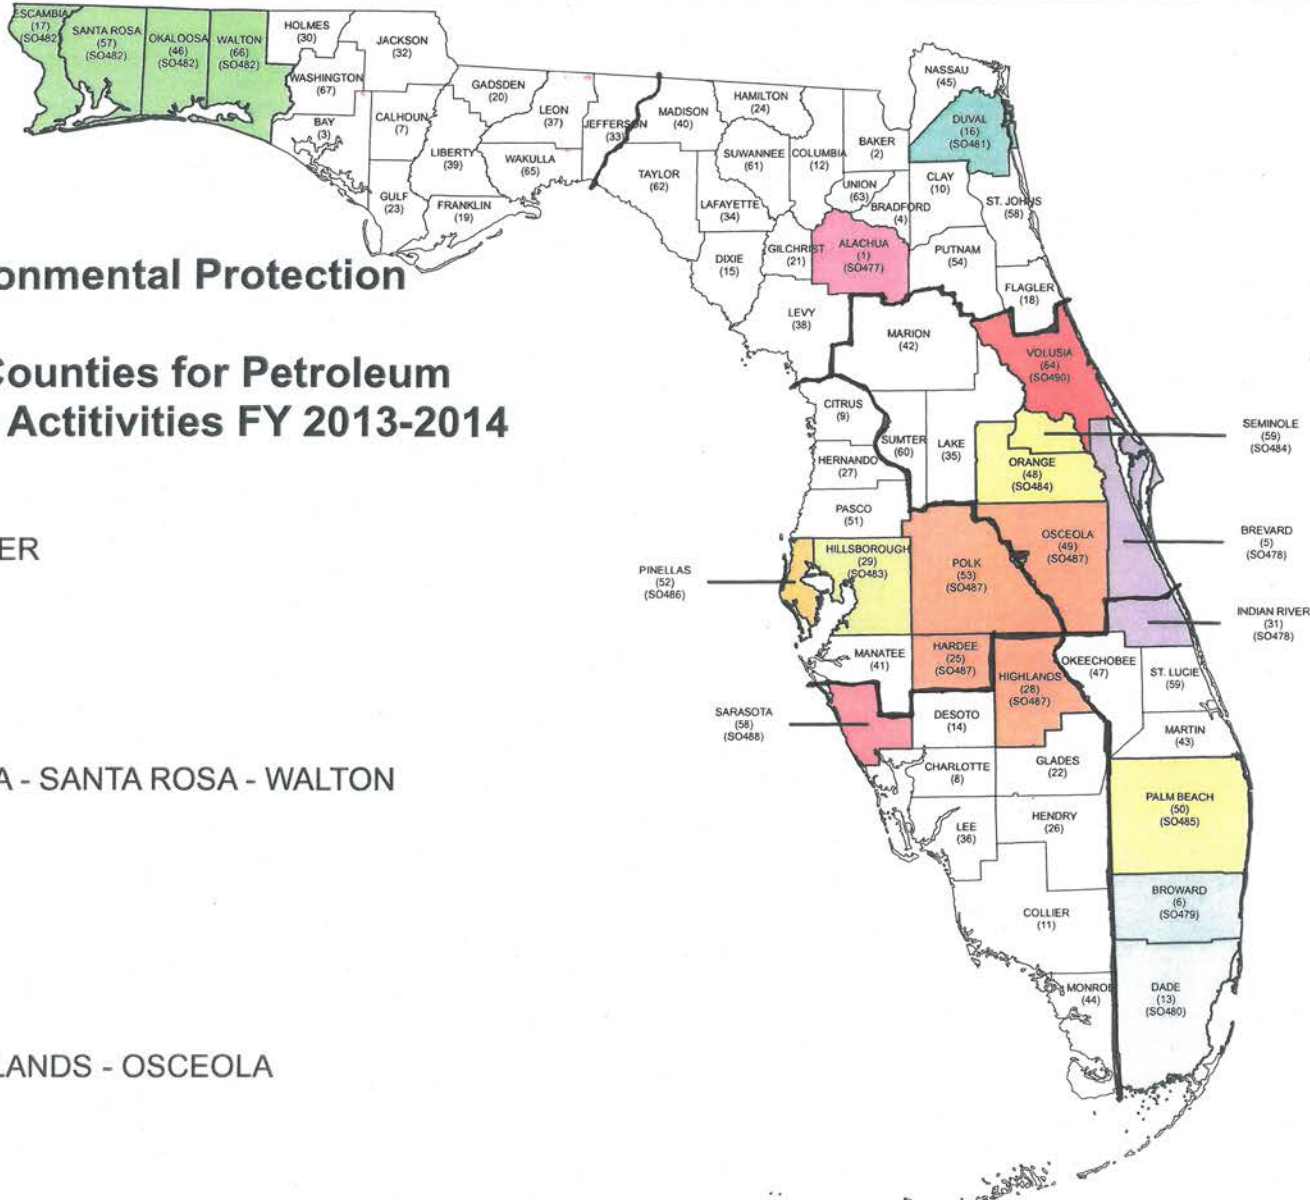 ESCAMBIA
(17)
(SO482
SANTA ROSA
(57)
(SO482)
OKALOOSA
(46)
(SO482)
WALTON
(66)
(SO482)
HOLMES
(30)
JACKSON
(32)
WASHINGTON
(67)
BAY
(3)
CALHOUN
(7)
GULF
(23)
LIBERTY
(39)
FRANKLIN
(19)
GADSDEN
(20)
LEON
(37)
WAKULLA
(65)
JEFFERSON
(33)
MADISON
(40)
TAYLOR
(62)
HAMILTON
(24)
SUWANNEE
(61)
LAFAYETTE
(34)
DIXIE
(15)
COLUMBIA
(12)
GILCHRIST
(21)
BAKER
(2)
UNION
(63)
BRADFORD
(4)
NASSAU
(45)
DUVAL
(16)
(SO481)
CLAY
(10)
ST. JOHNS
(58)
ALACHUA
(1)
(SO477)
PUTNAM
(54)
FLAGLER
(18)
LEVY
(38)
MARION
(42)
VOLUSIA
(64)
(SO490)
onmental Protection
Counties for Petroleum
Actitivities FY 2013-2014
ER
A - SANTA ROSA - WALTON
LANDS - OSCEOLA
CITRUS
(9)
HERNANDO
(27)
PASCO
(51)
SUMTER
(60)
LAKE
(35)
ORANGE
(48)
(SO484)
SEMINOLE
(59)
(SO484)
BREVARD
(5)
(SO478)
INDIAN RIVER
(31)
(SO478)
PINELLAS
(52)
(SO486)
HILLSBOROUGH
(29)
(SO483)
POLK
(53)
(SO487)
OSCEOLA
(49)
(SO487)
MANATEE
(41)
HARDEE
(25)
(SO487)
HIGHLANDS
(28)
(SO487)
OKEECHOBEE
(47)
ST. LUCIE
(59)
SARASOTA
(58)
(SO488)
DESOTO
(14)
MARTIN
(43)
CHARLOTTE
(8)
GLADES
(22)
PALM BEACH
(50)
(SO485)
LEE
(36)
HENDRY
(26)
BROWARD
(6)
(SO479)
COLLIER
(11)
MONROE
(44)
DADE
(13)
(SO480)